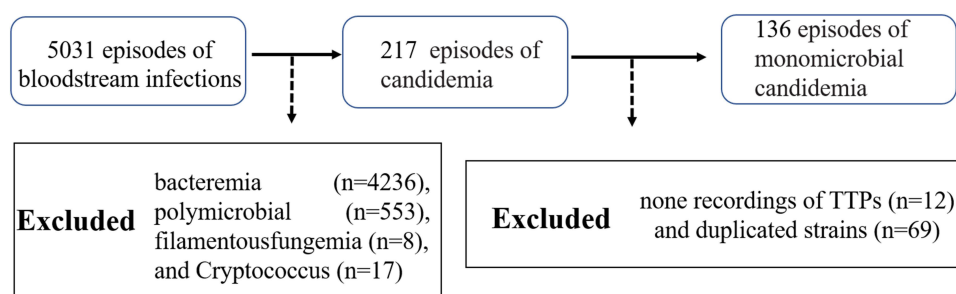 5031 episodes of
bloodstream infections
217 episodes of
candidemia
136 episodes of
monomicrobial
candidemia
Excluded
bacteremia (n=4236),
polymicrobial (n=553),
filamentousfungemia (n=8),
and Cryptococcus (n=17)
Excluded
none recordings of TTPs (n=12)
and duplicated strains (n=69)